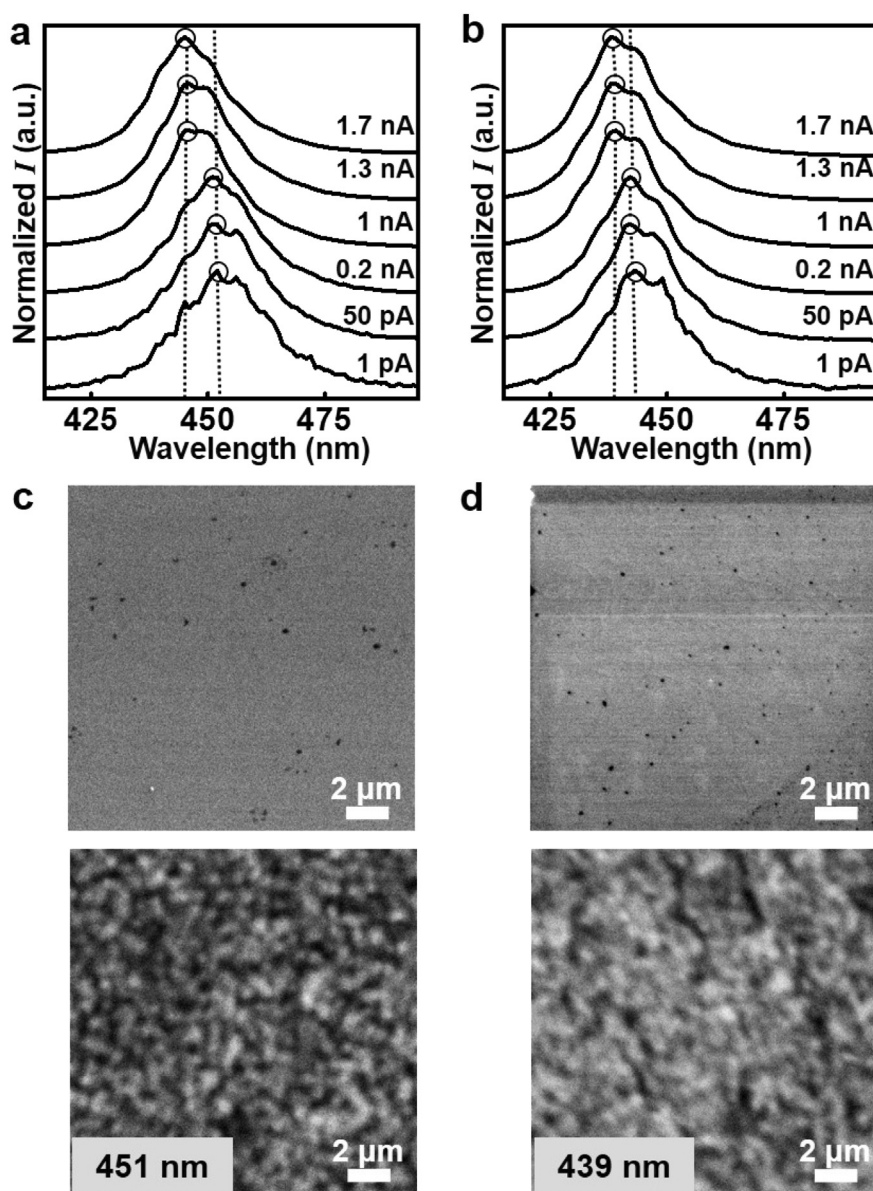 a
Normalized I (a.u.)
1.7 nA
1.3 nA
1 nA
0.2 nA
50 pA
1 pA
425 450 475
Wavelength (nm)
b
Normalized I (a.u.)
1.7 nA
1.3 nA
1 nA
0.2 nA
50 pA
1 pA
425 450 475
Wavelength (nm)
c
2 µm
d
2 µm
451 nm
2 µm
439 nm
2 µm